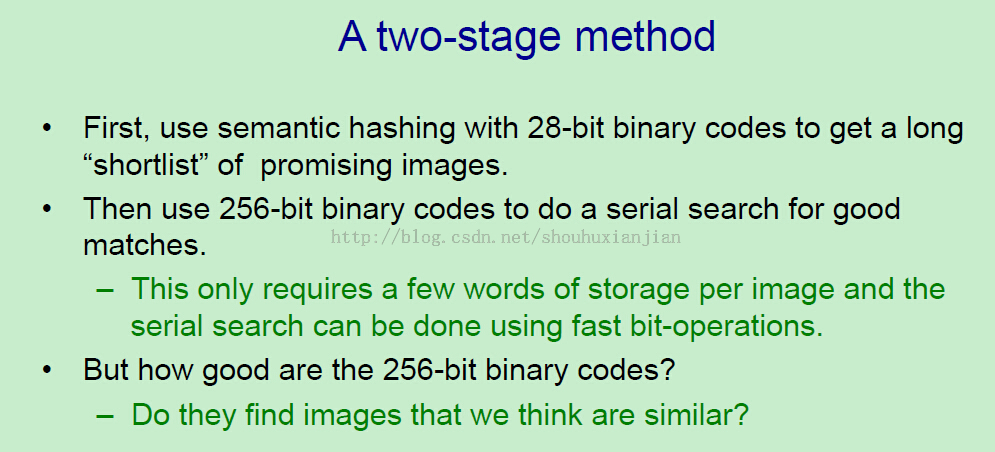 A two-stage method
• First, use semantic hashing with 28-bit binary codes to get a long
“shortlist” of promising images.
• Then use 256-bit binary codes to do a serial search for good
matches.
http://blog.csdn.net/shouhuxianjian
– This only requires a few words of storage per image and the
serial search can be done using fast bit-operations.
• But how good are the 256-bit binary codes?
– Do they find images that we think are similar?